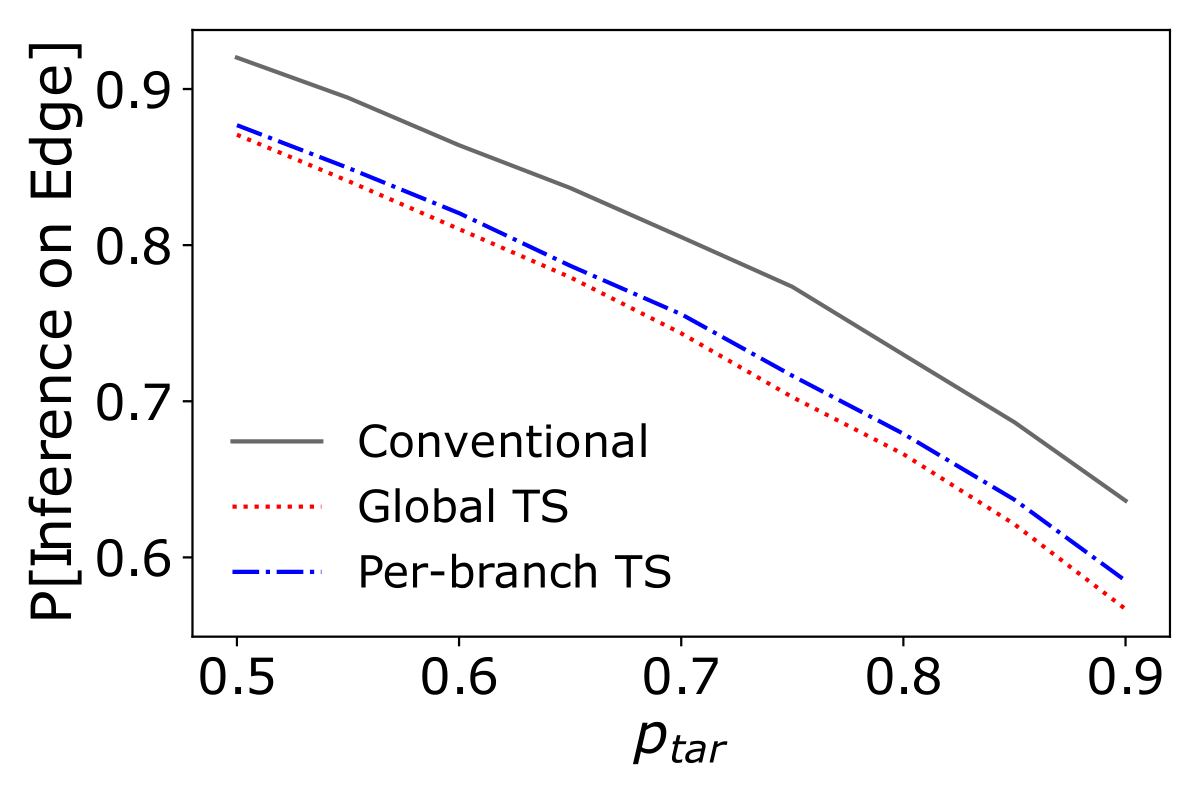 P[Inference on Edge]
0.9
0.8
0.7
0.6
Conventional
Global TS
Per-branch TS
0.5 0.6 0.7 0.8 0.9
p_tar